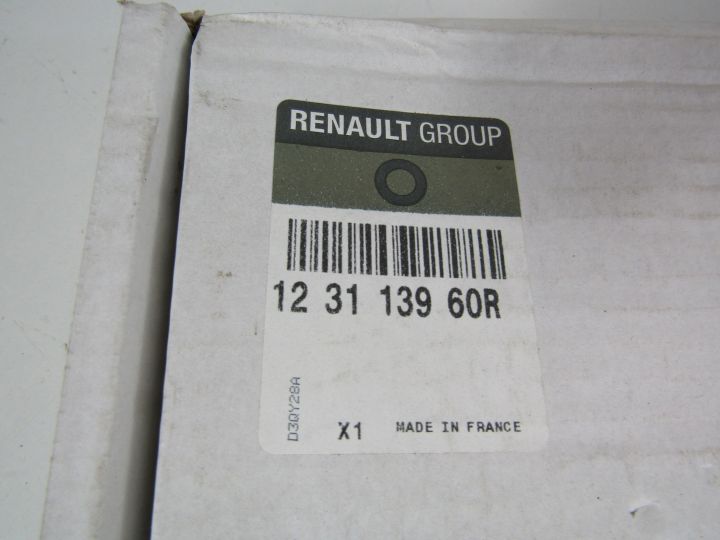 RENAULT GROUP
12 31 139 60R
D3QY28A
X1 MADE IN FRANCE